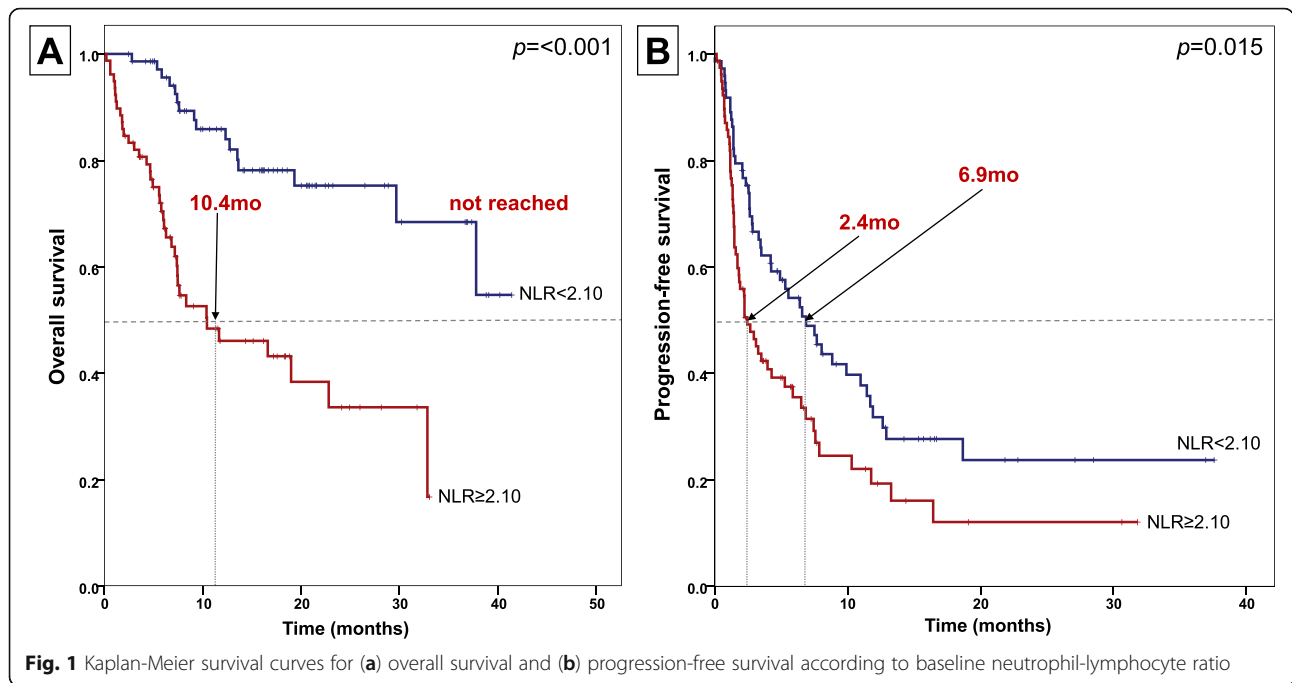 A
p=<0.001
1.0
0.8
0.6
0.4
0.2
0.0
Overall survival
10.4mo
not reached
NLR<2.10
NLR≥2.10
0 10 20 30 40 50
Time (months)
B
p=0.015
1.0
0.8
0.6
0.4
0.2
0.0
Progression-free survival
6.9mo
2.4mo
NLR<2.10
NLR≥2.10
0 10 20 30 40
Time (months)
Fig. 1 Kaplan-Meier survival curves for (a) overall survival and (b) progression-free survival according to baseline neutrophil-lymphocyte ratio